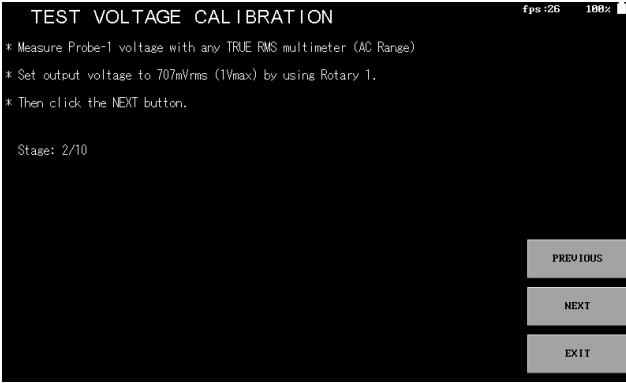 TEST VOLTAGE CALIBRATION
fps:26 100%
* Measure Probe-1 voltage with any TRUE RMS multimeter (AC Range)
* Set output voltage to 707mVrms (1Vmax) by using Rotary 1.
* Then click the NEXT button.
Stage: 2/10
PREVIOUS
NEXT
EXIT